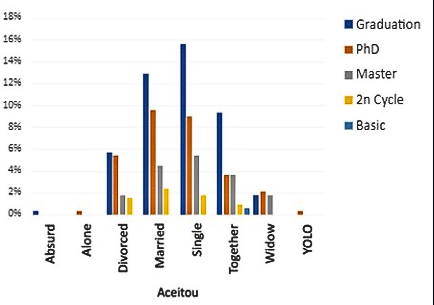 18%
16%
14%
12%
10%
8%
6%
4%
2%
0%
Graduation
PhD
Master
2n Cycle
Basic
Absurd
Alone
Divorced
Married
Single
Together
Widow
YOLO
Aceitou